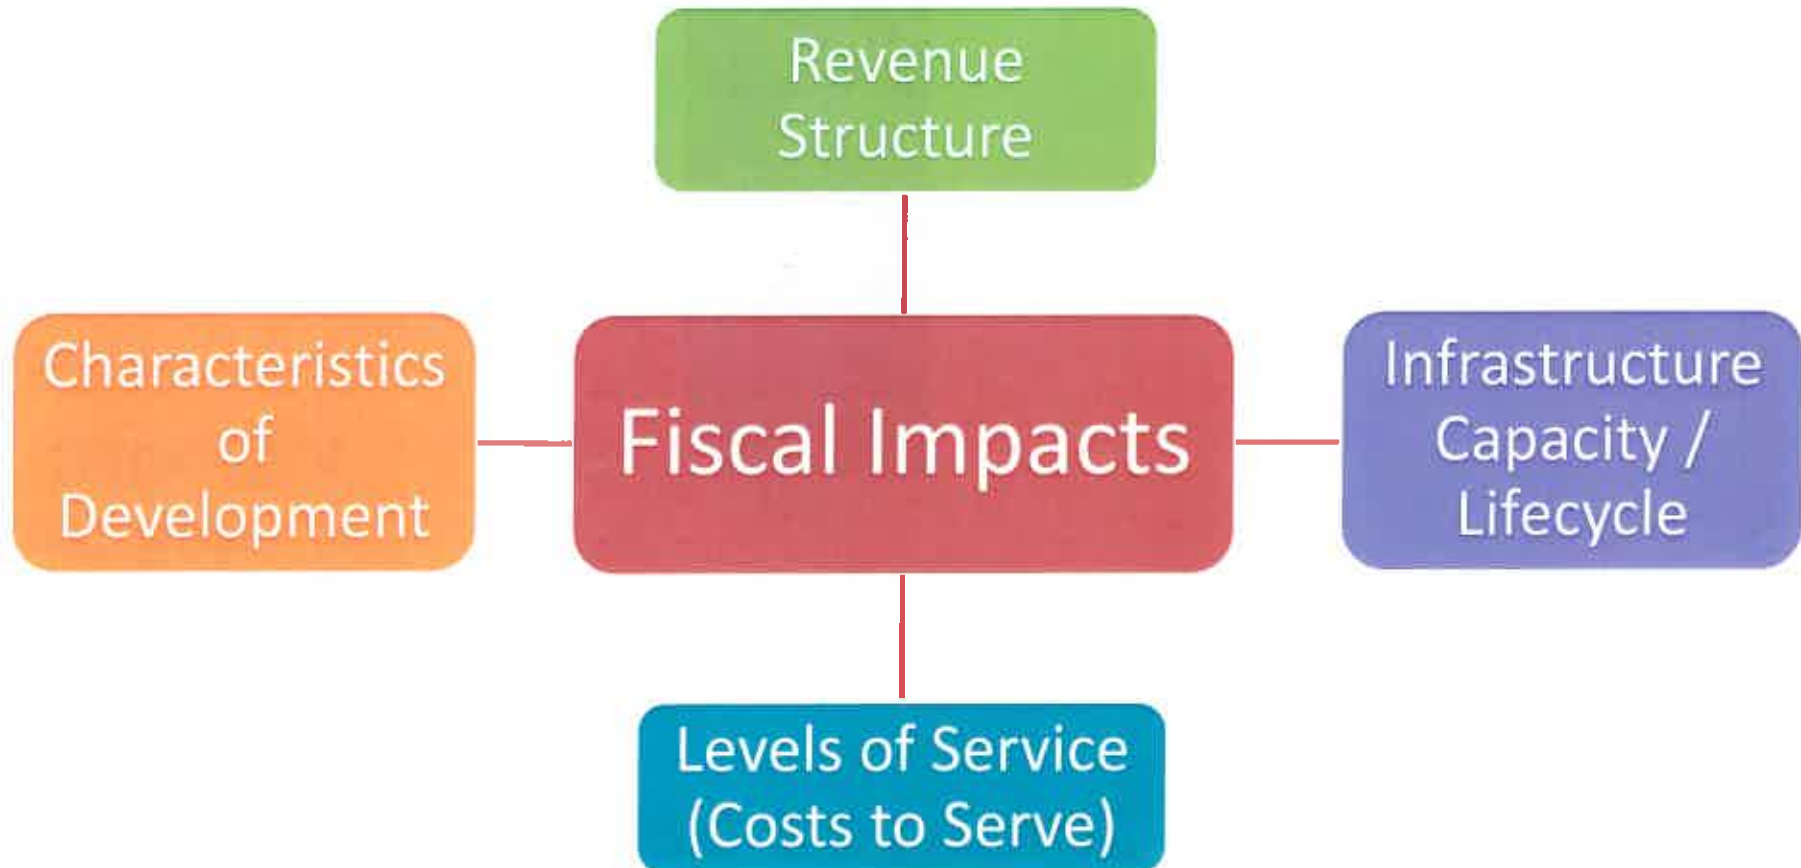 Revenue
Structure
Characteristics
of
Development
Fiscal Impacts
Infrastructure
Capacity /
Lifecycle
Levels of Service
(Costs to Serve)